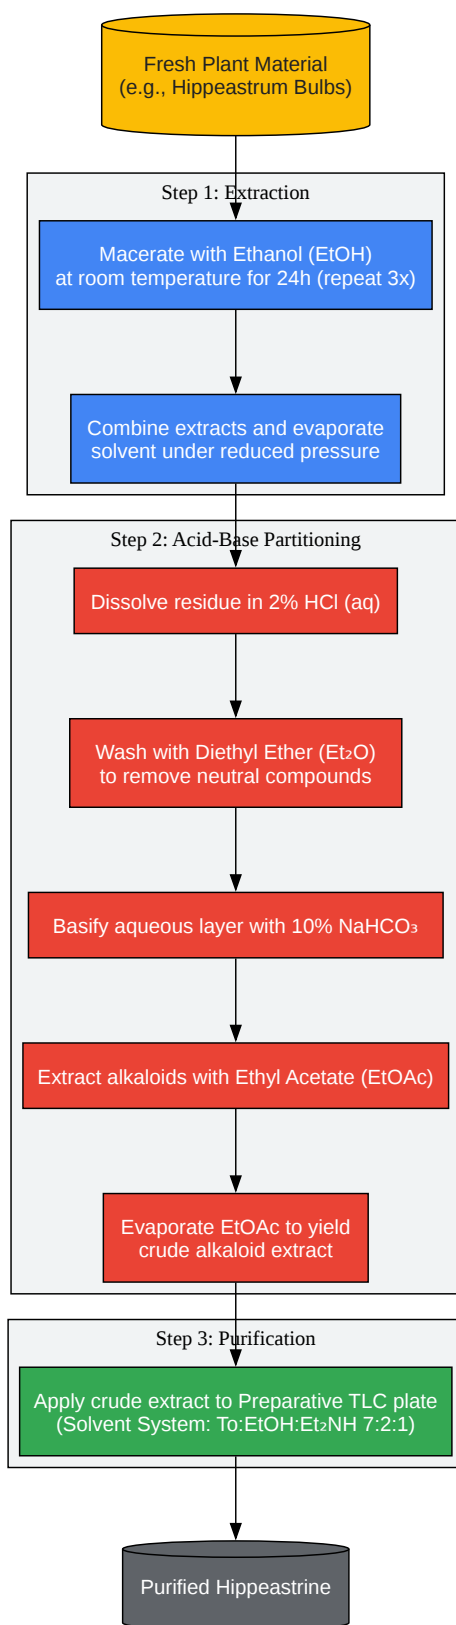 Fresh Plant Material
(e.g., Hippeastrum Bulbs)
Step 1: Extraction
Macerate with Ethanol (EtOH)
at room temperature for 24h (repeat 3x)
Combine extracts and evaporate
solvent under reduced pressure
Step 2: Acid-Base Partitioning
Dissolve residue in 2% HCl (aq)
Wash with Diethyl Ether (Et₂O)
to remove neutral compounds
Basify aqueous layer with 10% NaHCO₃
Extract alkaloids with Ethyl Acetate (EtOAc)
Evaporate EtOAc to yield
crude alkaloid extract
Step 3: Purification
Apply crude extract to Preparative TLC plate
(Solvent System: To:EtOH:Et₂NH 7:2:1)
Purified Hippeastrine